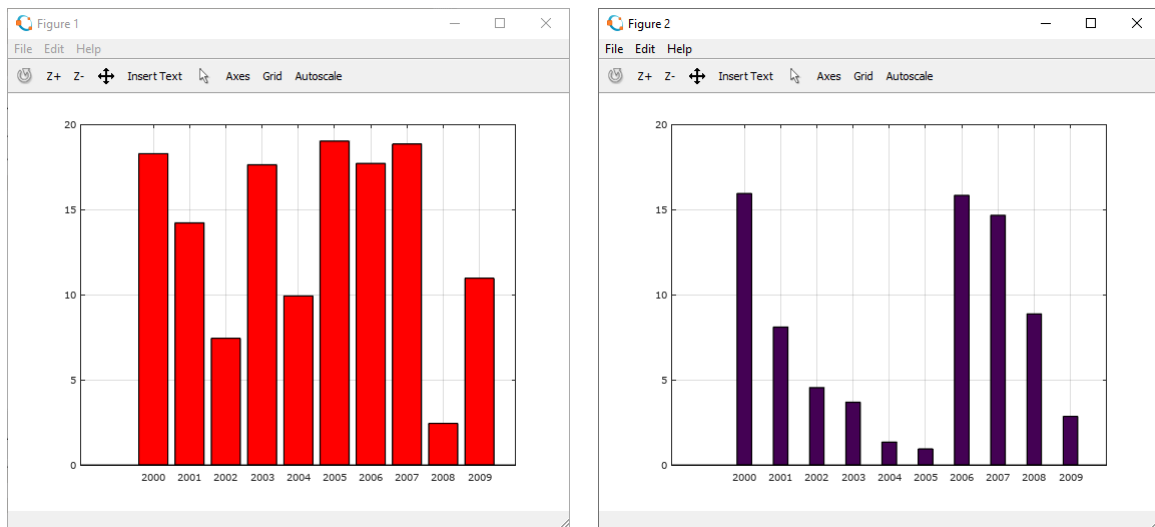 Figure 1
File Edit Help
Z+ Z- Insert Text Axes Grid Autoscale
20
15
10
5
0
2000 2001 2002 2003 2004 2005 2006 2007 2008 2009
Figure 2
File Edit Help
Z+ Z- Insert Text Axes Grid Autoscale
20
15
10
5
0
2000 2001 2002 2003 2004 2005 2006 2007 2008 2009